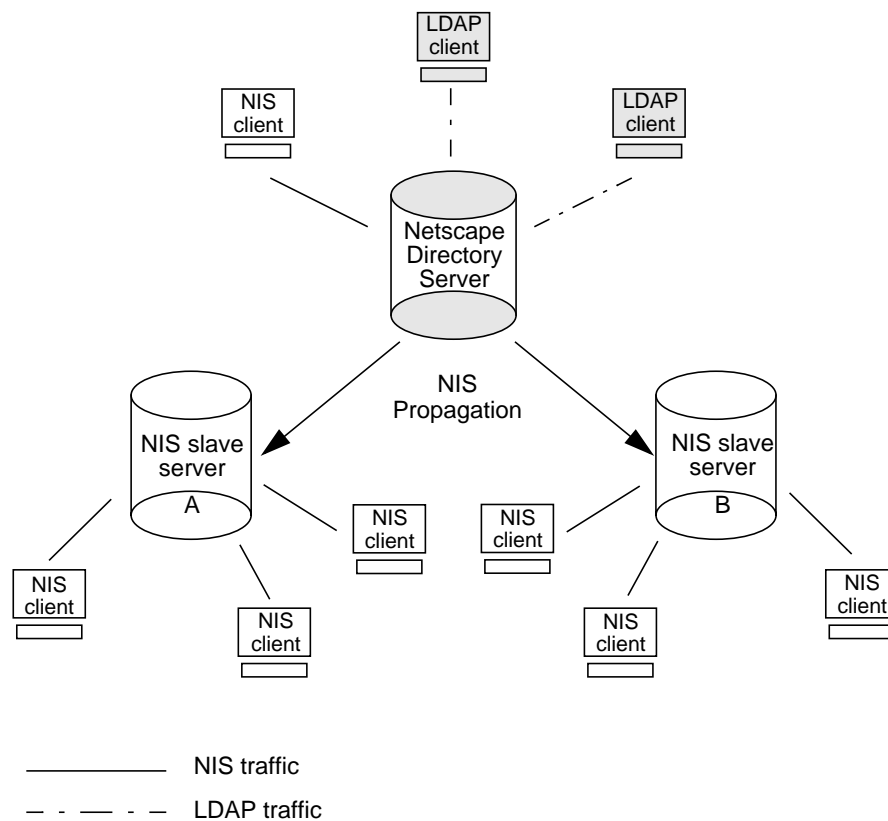 LDAP
client
NIS
client
LDAP
client
Netscape
Directory
Server
NIS
Propagation
NIS slave
server
A
NIS slave
server
B
NIS
client
NIS
client
NIS
client
NIS
client
NIS
client
NIS
client
NIS traffic
LDAP traffic